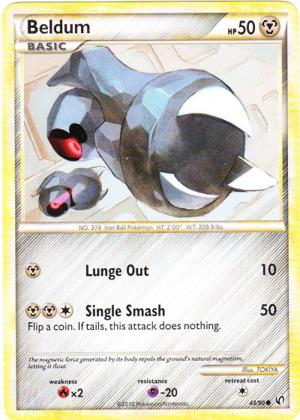 Beldum
HP 50
BASIC
NO. 374 Iron Ball Pokémon HT: 2'00" WT: 209.9 lbs.
Lunge Out 10
Single Smash 50
Flip a coin. If tails, this attack does nothing.
The magnetic force generated by its body repels the ground's natural magnetism,
letting it float.
Illus. TOKIYA
weakness resistance retreat cost
×2 -20
©2010 Pokémon/Nintendo
45/90